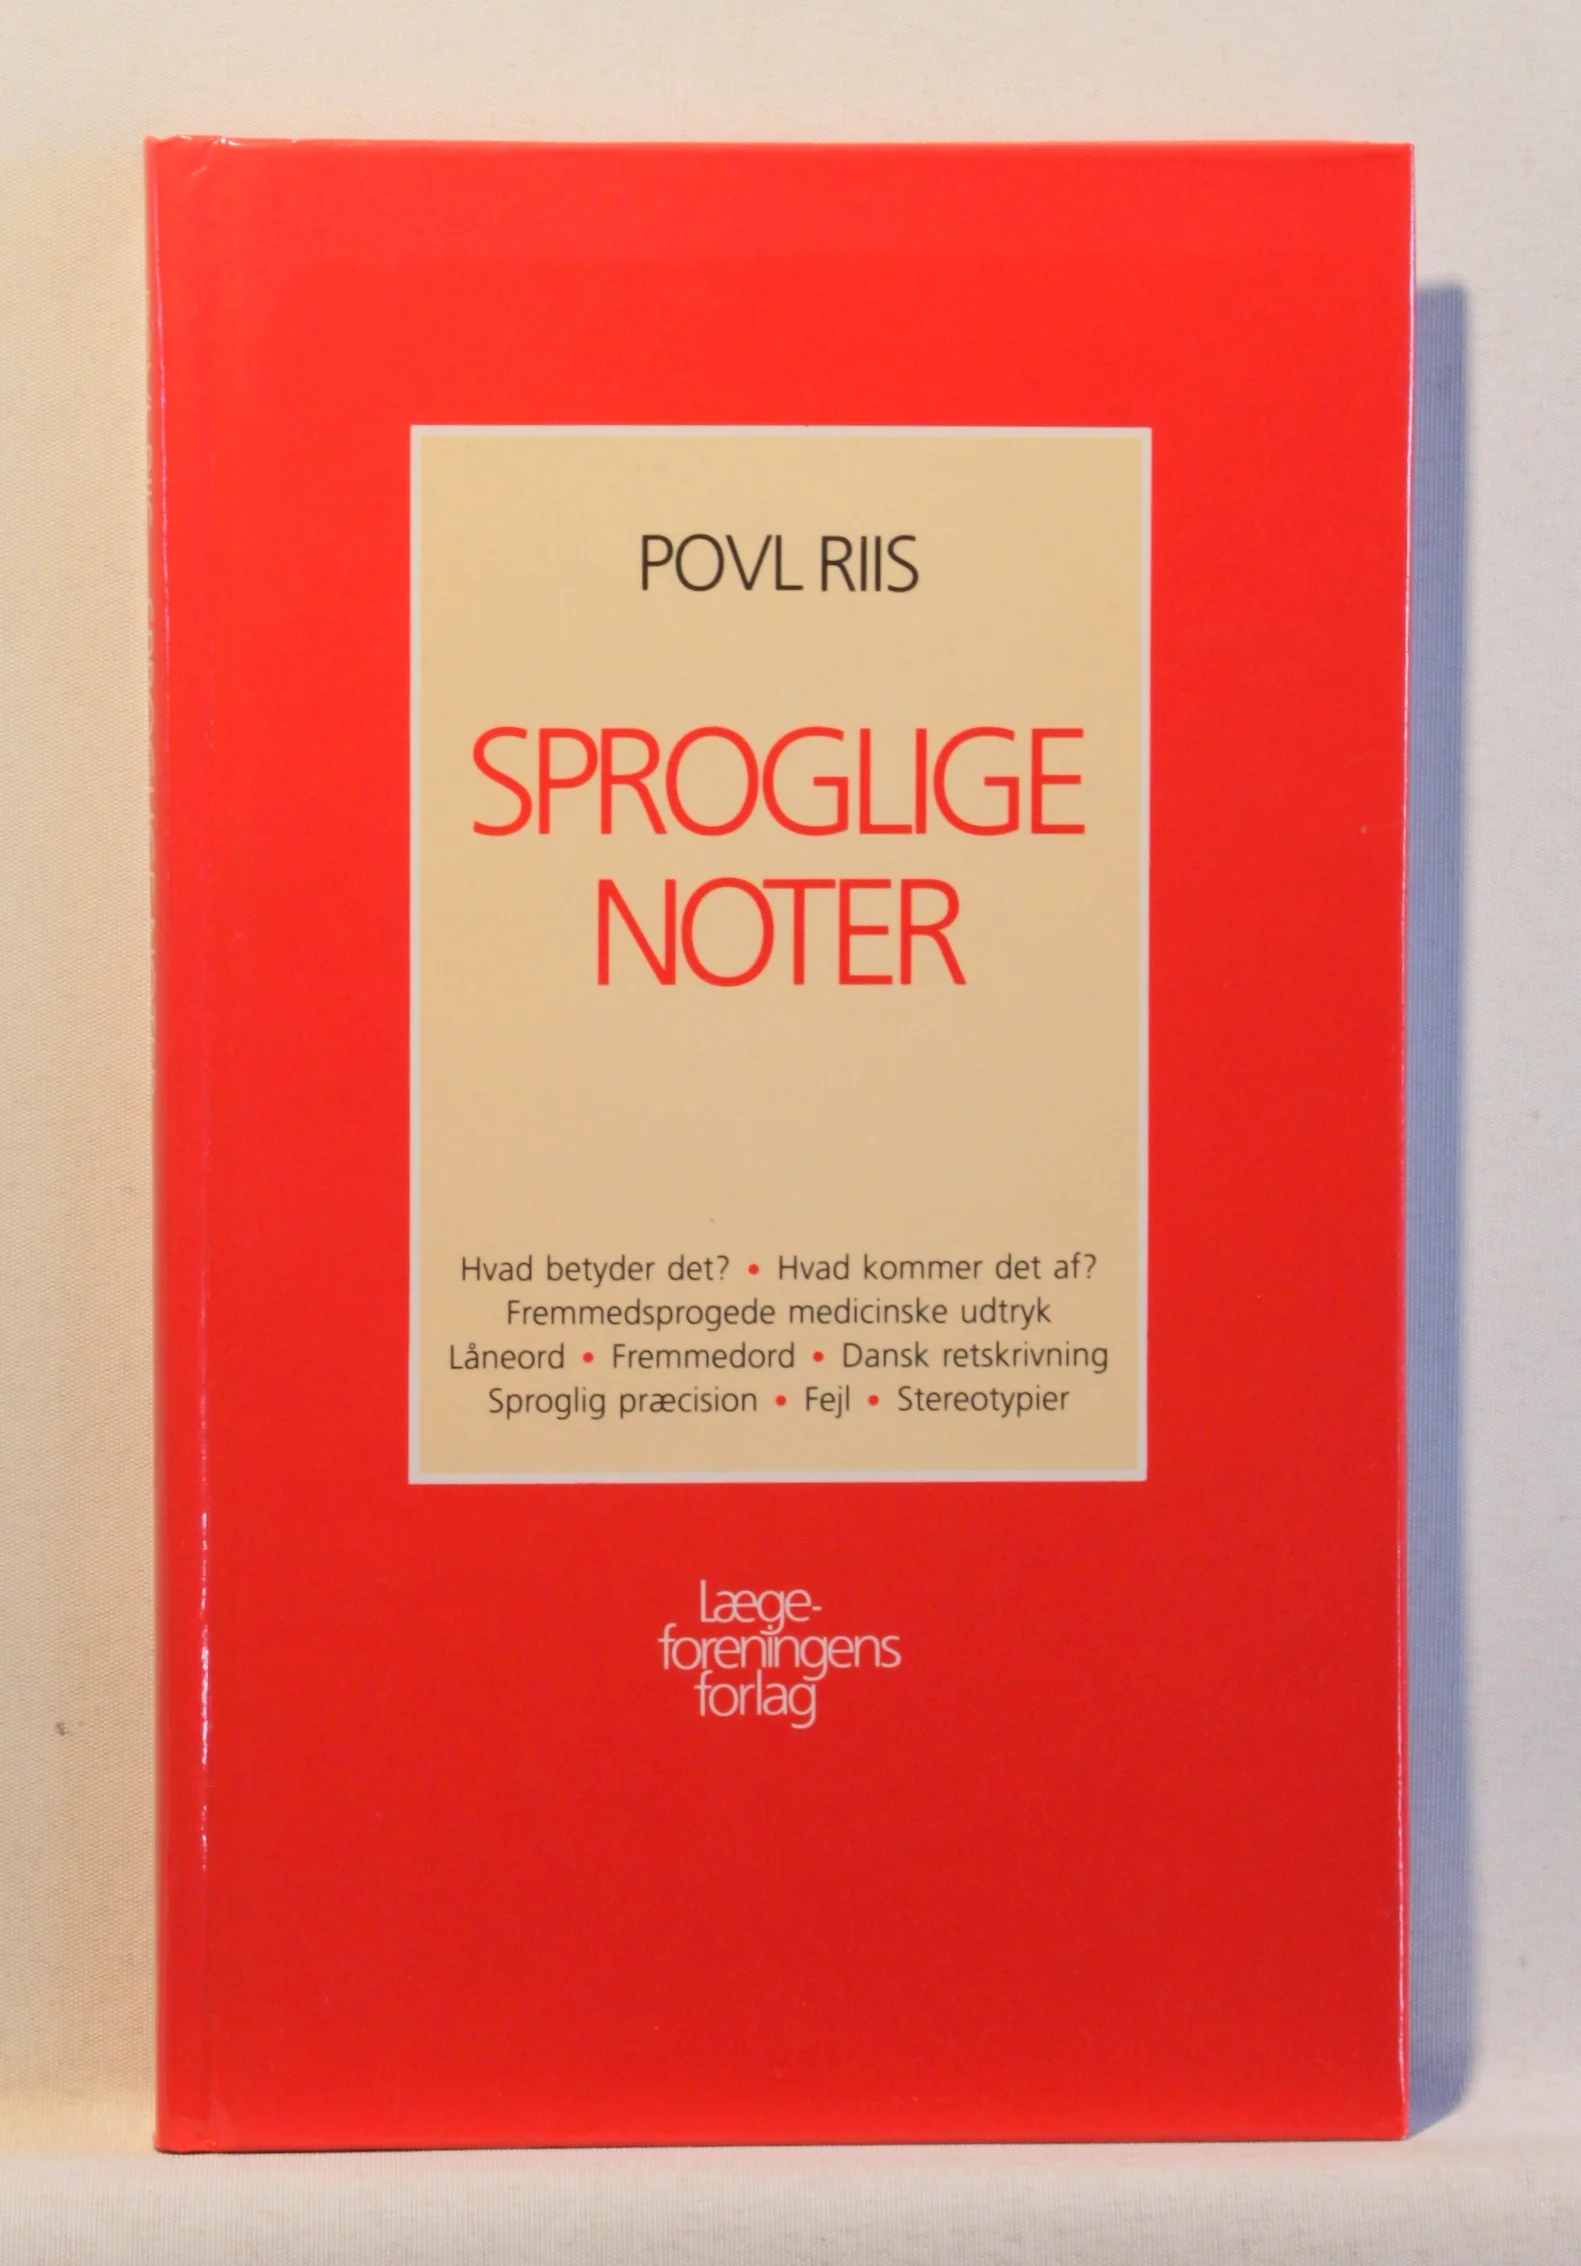 POVL RIIS
SPROGLIGE
NOTER
Hvad betyder det? • Hvad kommer det af?
Fremmedsprogede medicinske udtryk
Låneord • Fremmedord • Dansk retskrivning
Sproglig præcision • Fejl • Stereotypier
Læge-
foreningens
forlag